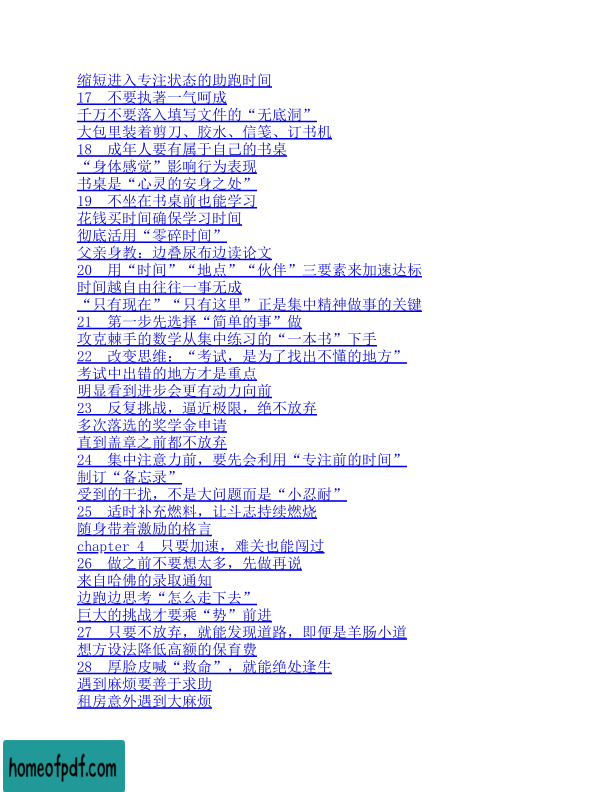 缩短进入专注状态的助跑时间
17　不要执著一气呵成
千万不要落入填写文件的“无底洞”
大包里装着剪刀、胶水、信笺、订书机
18　成年人要有属于自己的书桌
“身体感觉”影响行为表现
书桌是“心灵的安身之处”
19　不坐在书桌前也能学习
花钱买时间确保学习时间
彻底活用“零碎时间”
父亲身教：边叠尿布边读论文
20　用“时间”“地点”“伙伴”三要素来加速达标
时间越自由往往一事无成
“只有现在”“只有这里”正是集中精神做事的关键
21　第一步先选择“简单的事”做
攻克棘手的数学从集中练习的“一本书”下手
22　改变思维：“考试，是为了找出不懂的地方”
考试中出错的地方才是重点
明显看到进步会更有动力向前
23　反复挑战，逼近极限，绝不放弃
多次落选的奖学金申请
直到盖章之前都不放弃
24　集中注意力前，要先会利用“专注前的时间”
制订“备忘录”
受到的干扰，不是大问题而是“小忍耐”
25　适时补充燃料，让斗志持续燃烧
随身带着激励的格言
chapter 4　只要加速，难关也能闯过
26　做之前不要想太多，先做再说
来自哈佛的录取通知
边跑边思考“怎么走下去”
巨大的挑战才要乘“势”前进
27　只要不放弃，就能发现道路，即便是羊肠小道
想方设法降低高额的保育费
28　厚脸皮喊“救命”，就能绝处逢生
遇到麻烦要善于求助
租房意外遇到大麻烦
homeofpdf.com